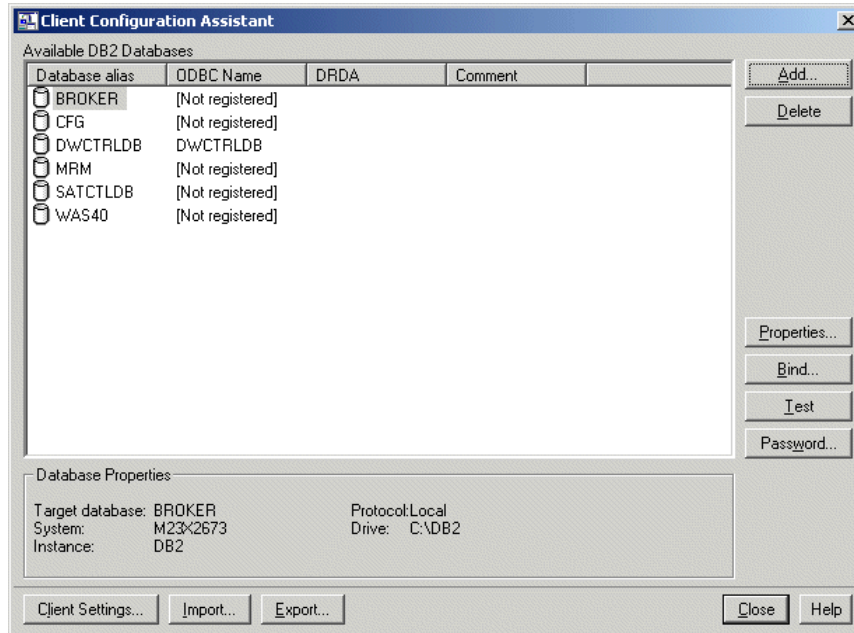 Client Configuration Assistant
Available DB2 Databases
Database alias ODBC Name DRDA Comment
BROKER [Not registered]
CFG [Not registered]
DWCTRLDB DWCTRLDB
MRM [Not registered]
SATCTLDB [Not registered]
WAS40 [Not registered]
Add...
Delete
Properties...
Bind...
Test
Password...
Database Properties
Target database: BROKER Protocol:Local
System: M23X2673 Drive: C:\DB2
Instance: DB2
Client Settings... Import... Export... Close Help